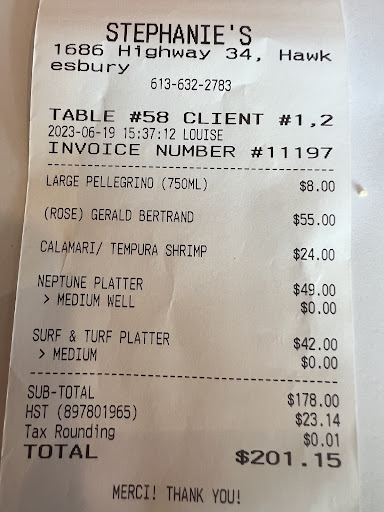 STEPHANIE'S
1686 Highway 34, Hawk
esbury
613-632-2783
TABLE #58 CLIENT #1,2
2023-06-19 15:37:12 LOUISE
INVOICE NUMBER #11197
LARGE PELLEGRINO (750ML) $8.00
(ROSE) GERALD BERTRAND $55.00
CALAMARI/ TEMPURA SHRIMP $24.00
NEPTUNE PLATTER $49.00
> MEDIUM WELL $0.00
SURF & TURF PLATTER $42.00
> MEDIUM $0.00
SUB-TOTAL $178.00
HST (897801965) $23.14
Tax Rounding $0.01
TOTAL $201.15
MERCI! THANK YOU!